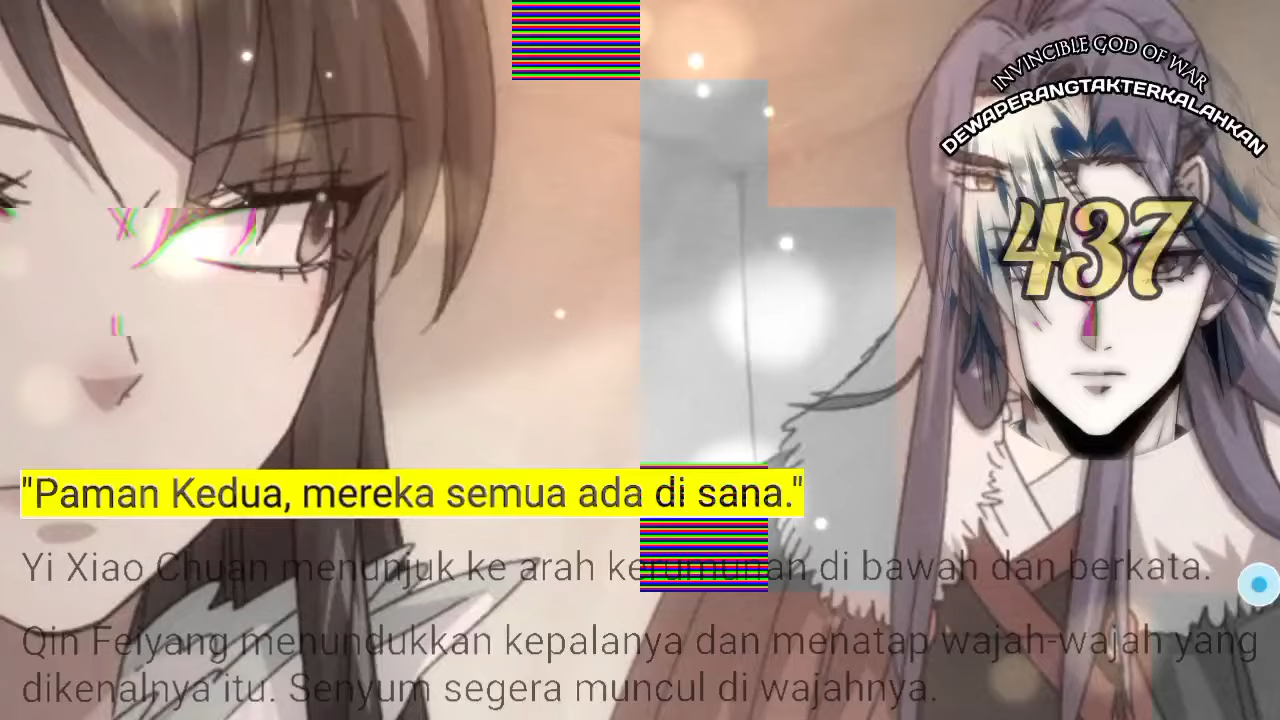 INVINCIBLE GOD OF WAR
DEWAPERANGTAKTERKALAHKAN
437
"Paman Kedua, mereka semua ada di sana."
Yi Xiao Chuan menunjuk ke arah kerumunan di bawah dan berkata.
Qin Feiyang menundukkan kepalanya dan menatap wajah-wajah yang
dikenalnya itu. Senyum segera muncul di wajahnya.